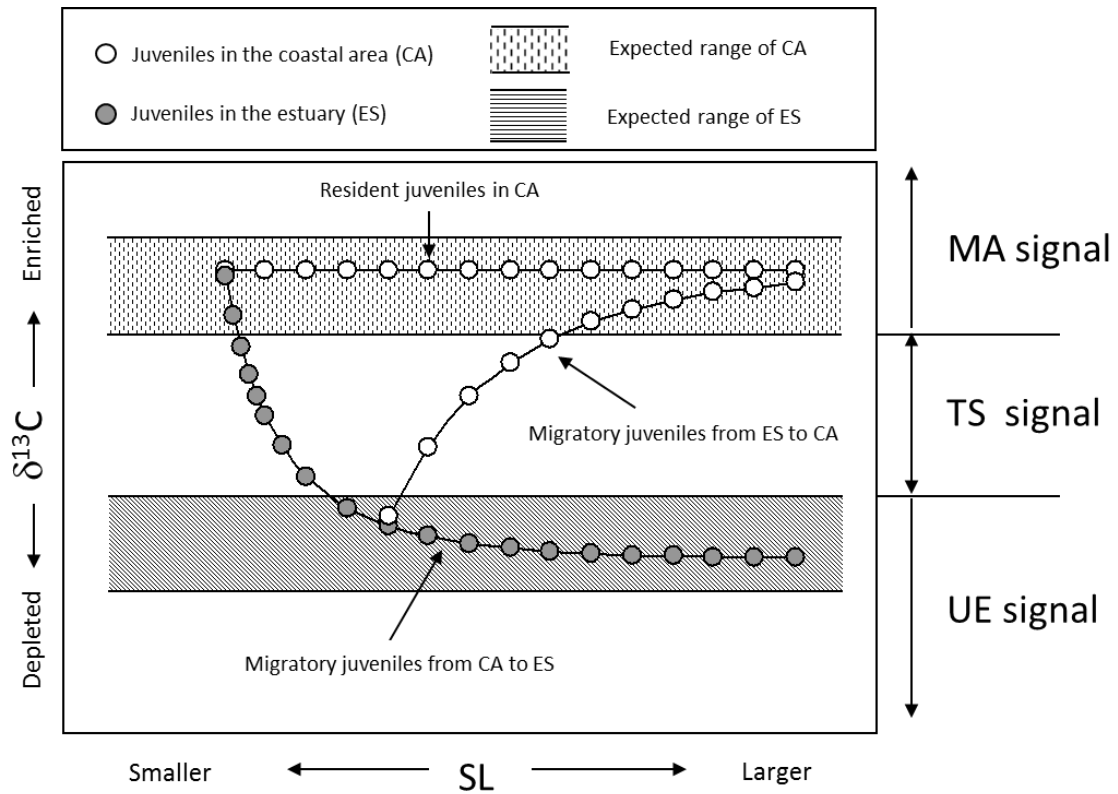 Juveniles in the coastal area (CA)
Expected range of CA
Juveniles in the estuary (ES)
Expected range of ES
Enriched
δ¹³C
Depleted
Resident juveniles in CA
Migratory juveniles from ES to CA
Migratory juveniles from CA to ES
MA signal
TS signal
UE signal
Smaller
SL
Larger